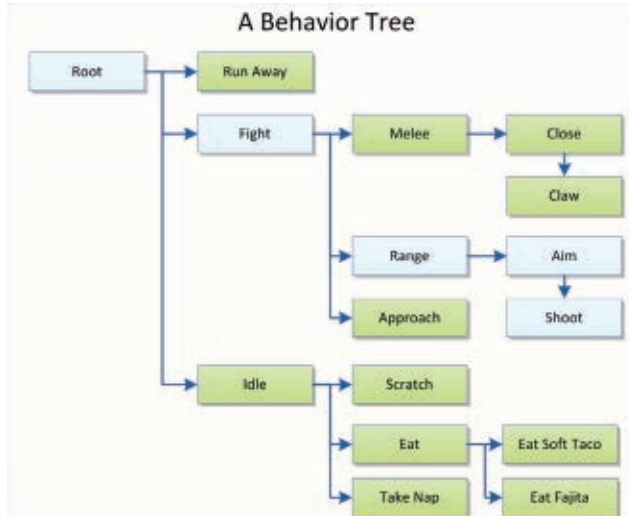 A Behavior Tree
Root
Run Away
Fight
Melee
Close
Claw
Range
Aim
Approach
Shoot
Idle
Scratch
Eat
Eat Soft Taco
Take Nap
Eat Fajita